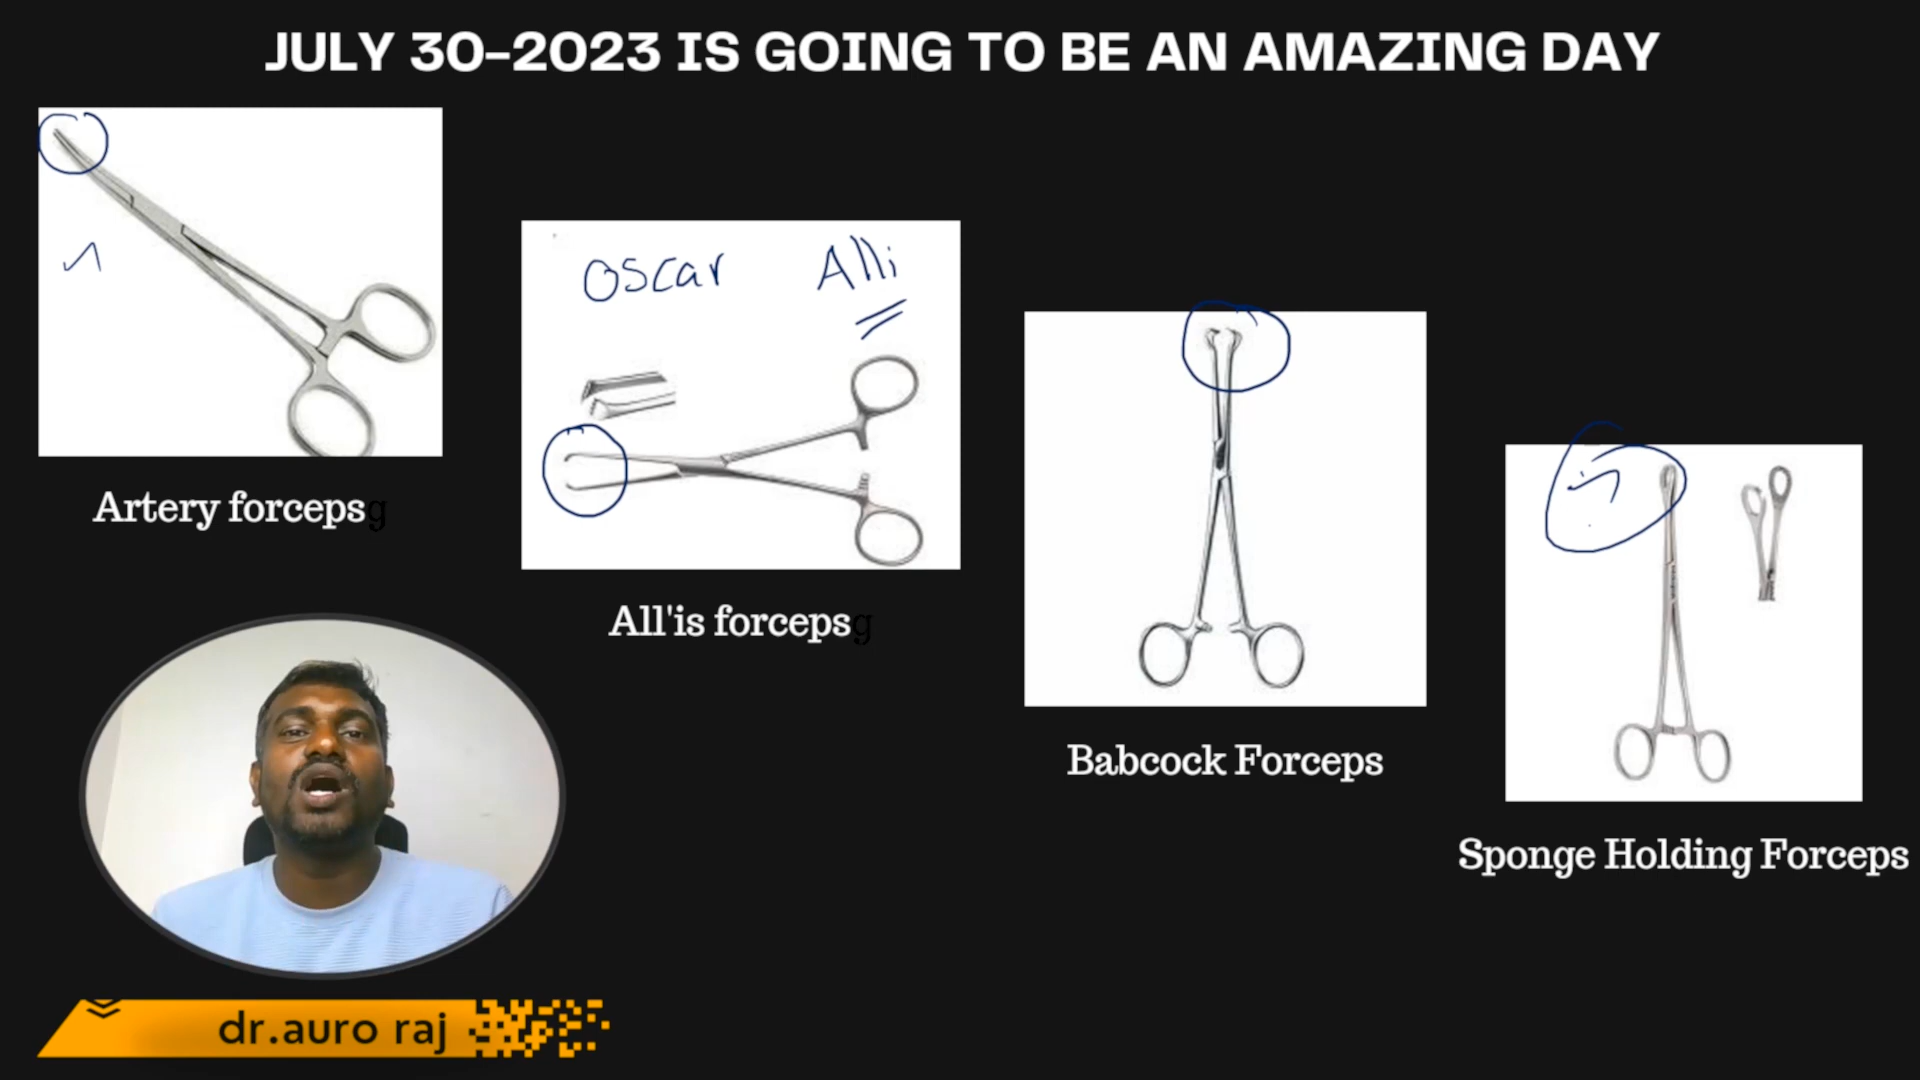 JULY 30-2023 IS GOING TO BE AN AMAZING DAY
oscar Alli
Artery forcepsg
All'is forcepsg
Babcock Forceps
Sponge Holding Forceps
dr.auro raj